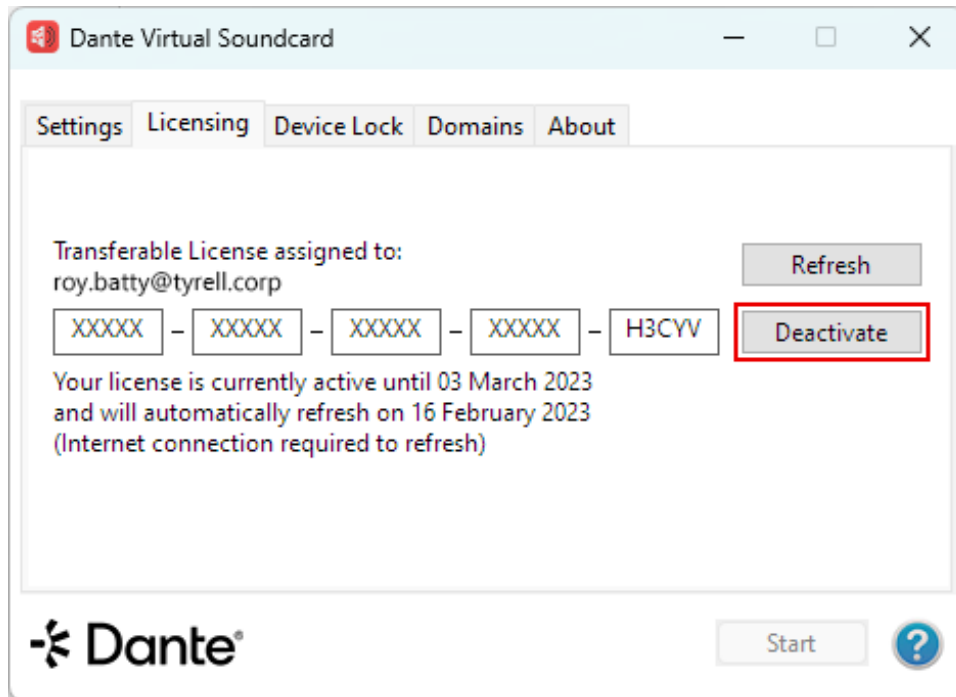 Dante Virtual Soundcard
Settings Licensing Device Lock Domains About
Transferable License assigned to:
roy.batty@tyrell.corp
Refresh
XXXXX – XXXXX – XXXXX – XXXXX – H3CYV
Deactivate
Your license is currently active until 03 March 2023
and will automatically refresh on 16 February 2023
(Internet connection required to refresh)
Dante®
Start
?